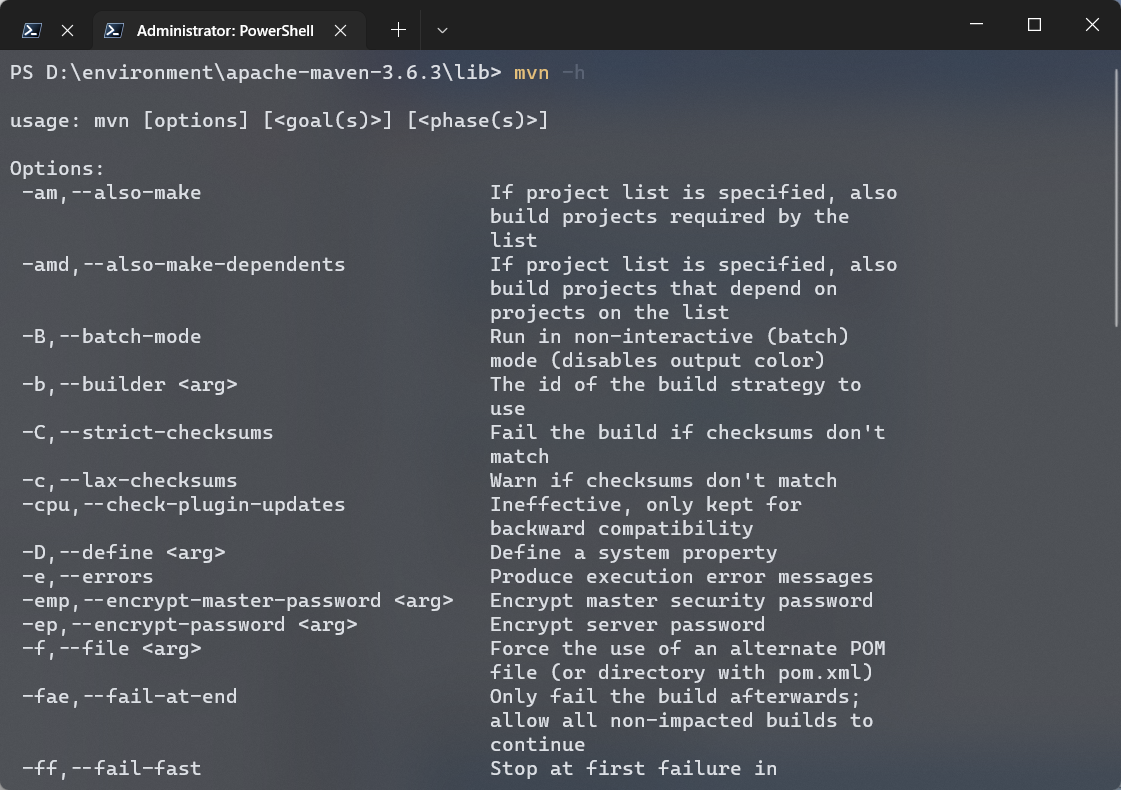 Administrator: PowerShell
PS D:\environment\apache-maven-3.6.3\lib> mvn -h
usage: mvn [options] [<goal(s)>] [<phase(s)>]
Options:
-am,--also-make If project list is specified, also
build projects required by the
list
-amd,--also-make-dependents If project list is specified, also
build projects that depend on
projects on the list
-B,--batch-mode Run in non-interactive (batch)
mode (disables output color)
-b,--builder <arg> The id of the build strategy to
use
-C,--strict-checksums Fail the build if checksums don't
match
-c,--lax-checksums Warn if checksums don't match
-cpu,--check-plugin-updates Ineffective, only kept for
backward compatibility
-D,--define <arg> Define a system property
-e,--errors Produce execution error messages
-emp,--encrypt-master-password <arg> Encrypt master security password
-ep,--encrypt-password <arg> Encrypt server password
-f,--file <arg> Force the use of an alternate POM
file (or directory with pom.xml)
-fae,--fail-at-end Only fail the build afterwards;
allow all non-impacted builds to
continue
-ff,--fail-fast Stop at first failure in